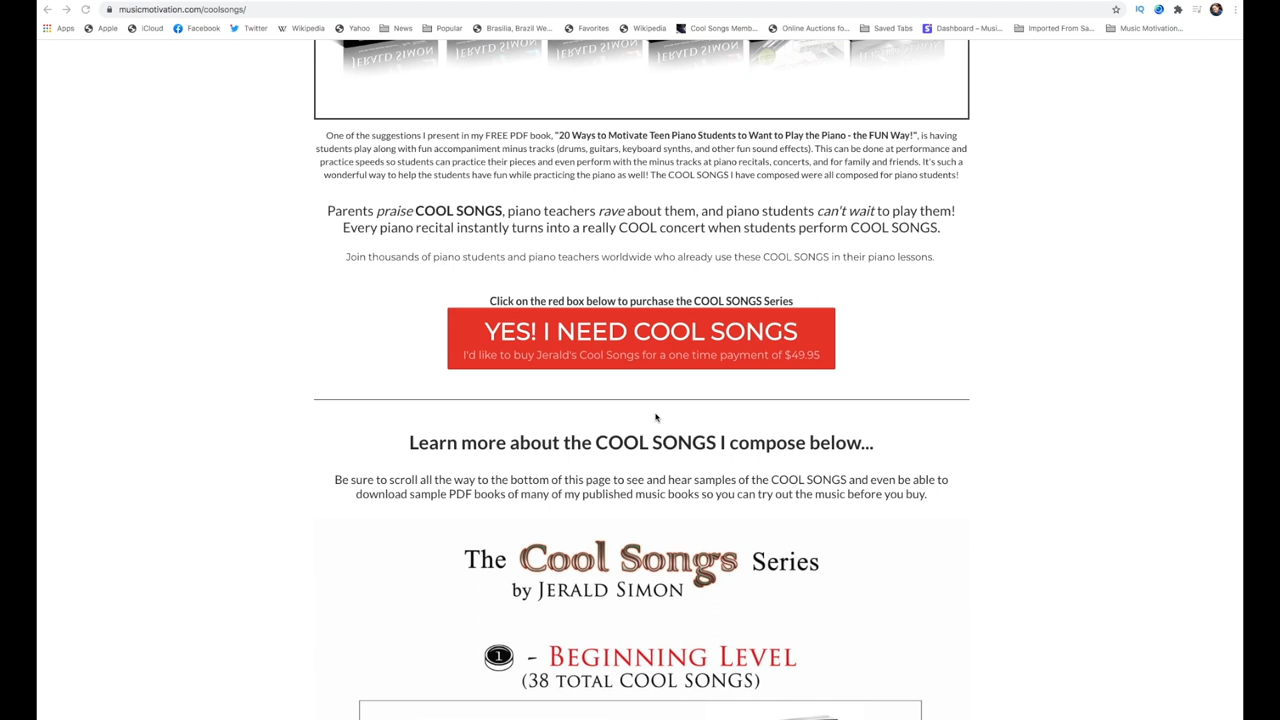 musicmotivation.com/coolsongs/
Apps Apple iCloud Facebook Twitter Wikipedia Yahoo News Popular Brasilia, Brazil We... Favorites Wikipedia Cool Songs Memb... Online Auctions fo... Saved Tabs Dashboard – Musi... Imported From Sa... Music Motivation...
JERALD SIMON JERALD SIMON JERALD SIMON JERALD SIMON JERALD SIMON JERALD SIMON
One of the suggestions I present in my FREE PDF book, "20 Ways to Motivate Teen Piano Students to Want to Play the Piano - the FUN Way!", is having
students play along with fun accompaniment minus tracks (drums, guitars, keyboard synths, and other fun sound effects). This can be done at performance and
practice speeds so students can practice their pieces and even perform with the minus tracks at piano recitals, concerts, and for family and friends. It's such a
wonderful way to help the students have fun while practicing the piano as well! The COOL SONGS I have composed were all composed for piano students!
Parents praise COOL SONGS, piano teachers rave about them, and piano students can't wait to play them!
Every piano recital instantly turns into a really COOL concert when students perform COOL SONGS.
Join thousands of piano students and piano teachers worldwide who already use these COOL SONGS in their piano lessons.
Click on the red box below to purchase the COOL SONGS Series
YES! I NEED COOL SONGS
I'd like to buy Jerald's Cool Songs for a one time payment of $49.95
Learn more about the COOL SONGS I compose below...
Be sure to scroll all the way to the bottom of this page to see and hear samples of the COOL SONGS and even be able to
download sample PDF books of many of my published music books so you can try out the music before you buy.
The Cool Songs Series
by JERALD SIMON
1 - BEGINNING LEVEL
(38 TOTAL COOL SONGS)